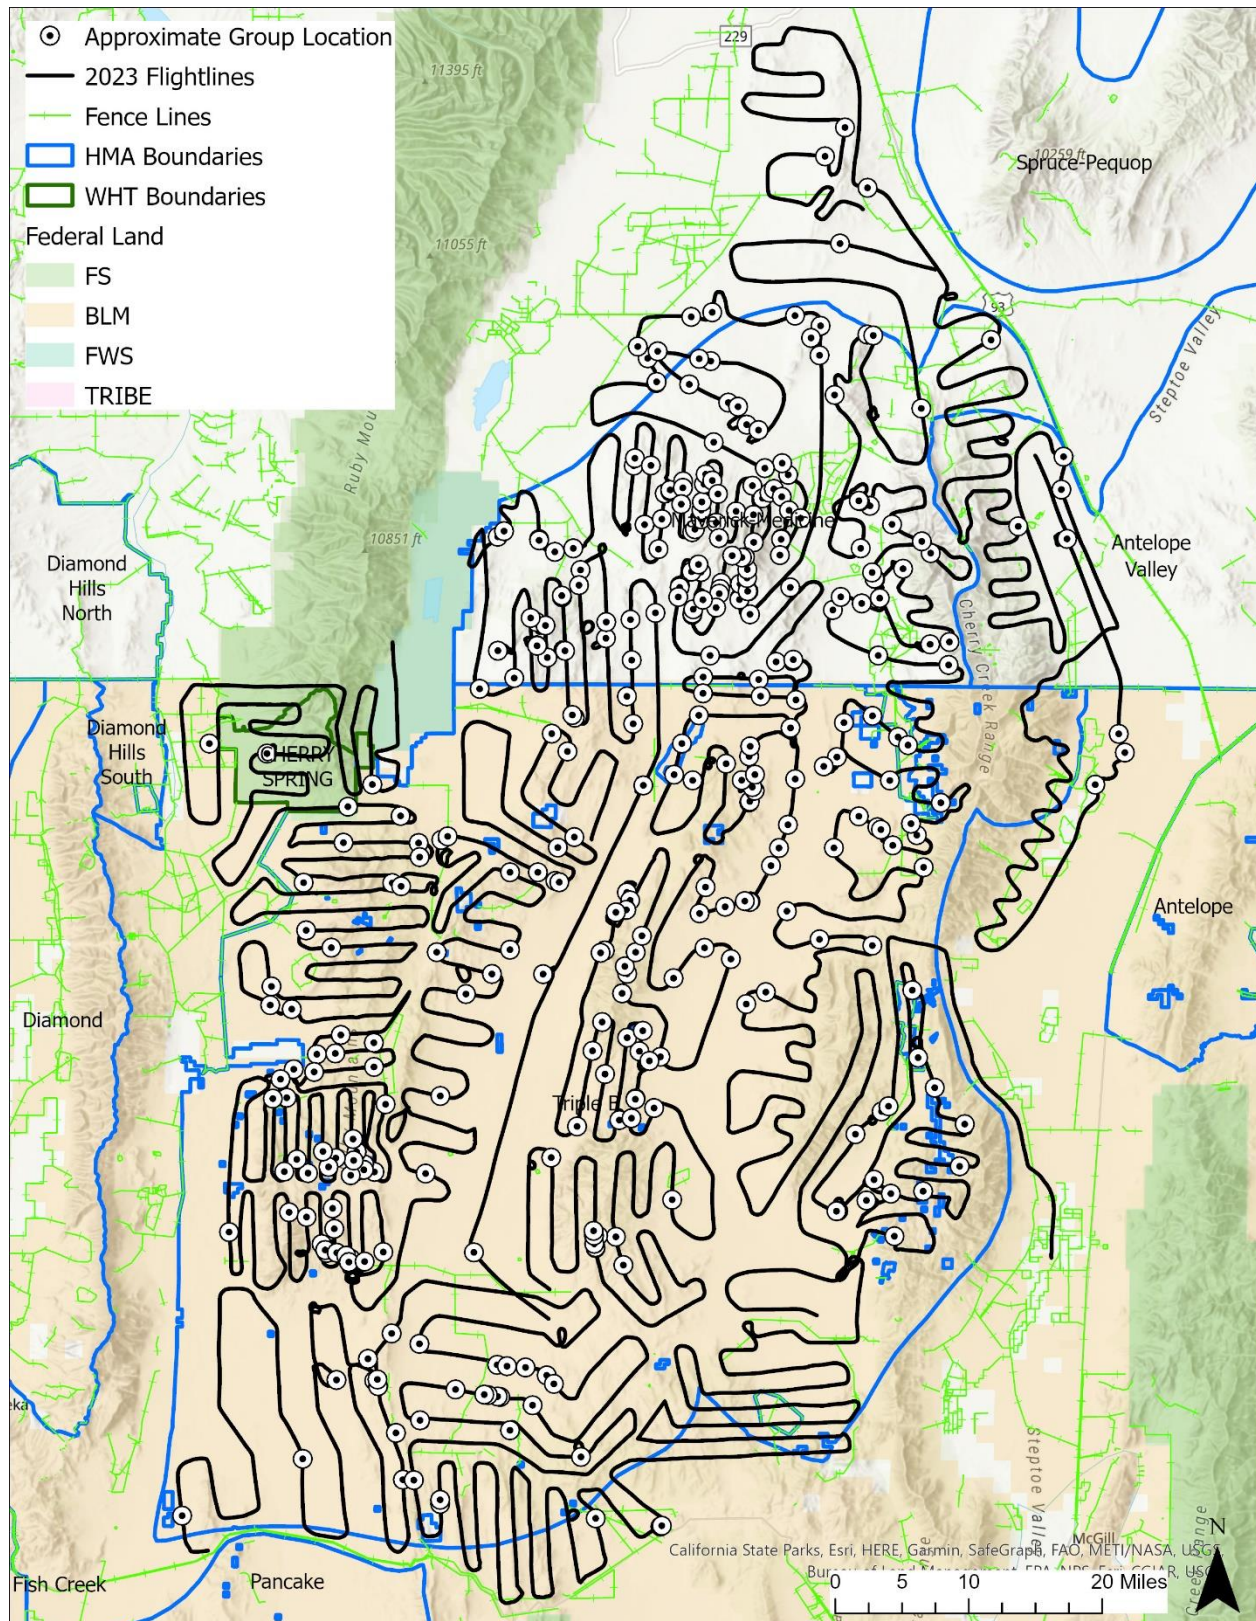 Approximate Group Location
2023 Flightlines
Fence Lines
HMA Boundaries
WHT Boundaries
Federal Land
FS
BLM
FWS
TRIBE
229
11395 ft
10259 ft
Spruce-Pequop
11055 ft
93
Steptoe Valley
Ruby Mou
10851 ft
Maverick-Medicine
Antelope
Valley
Diamond
Hills
North
Cherry Creek Range
Diamond
Hills
South
CHERRY
SPRING
Antelope
Diamond
Triple B
Steptoe Valley
McGill
N
California State Parks, Esri, HERE, Garmin, SafeGraph, FAO, METI/NASA, USGS,
Fish Creek
Pancake
0 5 10 20 Miles